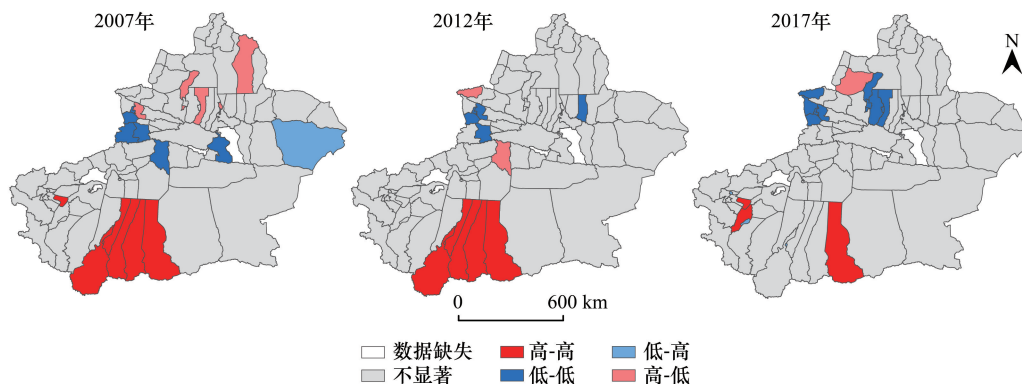 2007年
2012年
2017年
N
0 600 km
数据缺失 高-高 低-高
不显著 低-低 高-低